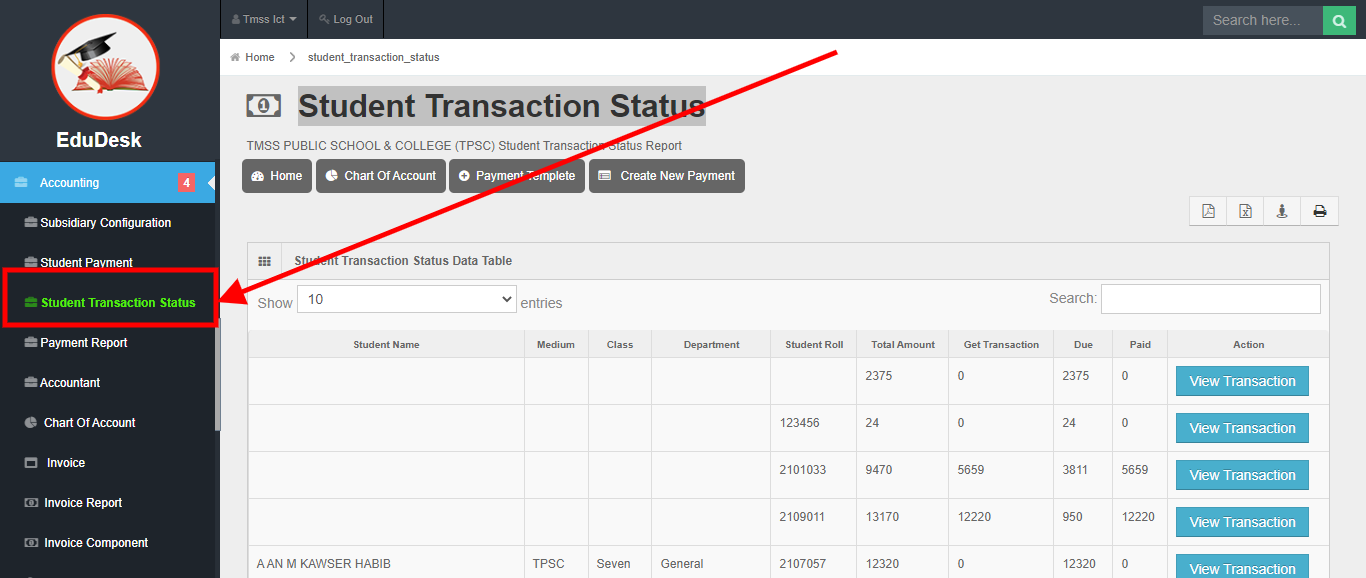 Tmss Ict
Log Out
Search here...
EduDesk
Home
student_transaction_status
Student Transaction Status
TMSS PUBLIC SCHOOL & COLLEGE (TPSC) Student Transaction Status Report
Home
Chart Of Account
Payment Templete
Create New Payment
Accounting 4
Subsidiary Configuration
Student Payment
Student Transaction Status
Payment Report
Accountant
Chart Of Account
Invoice
Invoice Report
Invoice Component
Student Transaction Status Data Table
Show 10 entries
Search:
Student Name Medium Class Department Student Roll Total Amount Get Transaction Due Paid Action
2375 0 2375 0 View Transaction
123456 24 0 24 0 View Transaction
2101033 9470 5659 3811 5659 View Transaction
2109011 13170 12220 950 12220 View Transaction
A AN M KAWSER HABIB TPSC Seven General 2107057 12320 0 12320 0 View Transaction